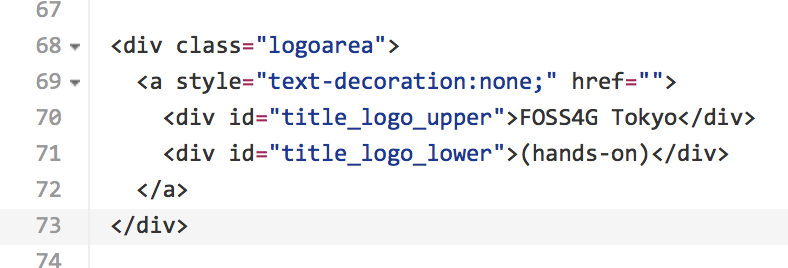 67
68 <div class="logoarea">
69 <a style="text-decoration:none;" href="">
70 <div id="title_logo_upper">FOSS4G Tokyo</div>
71 <div id="title_logo_lower">(hands-on)</div>
72 </a>
73 </div>
74